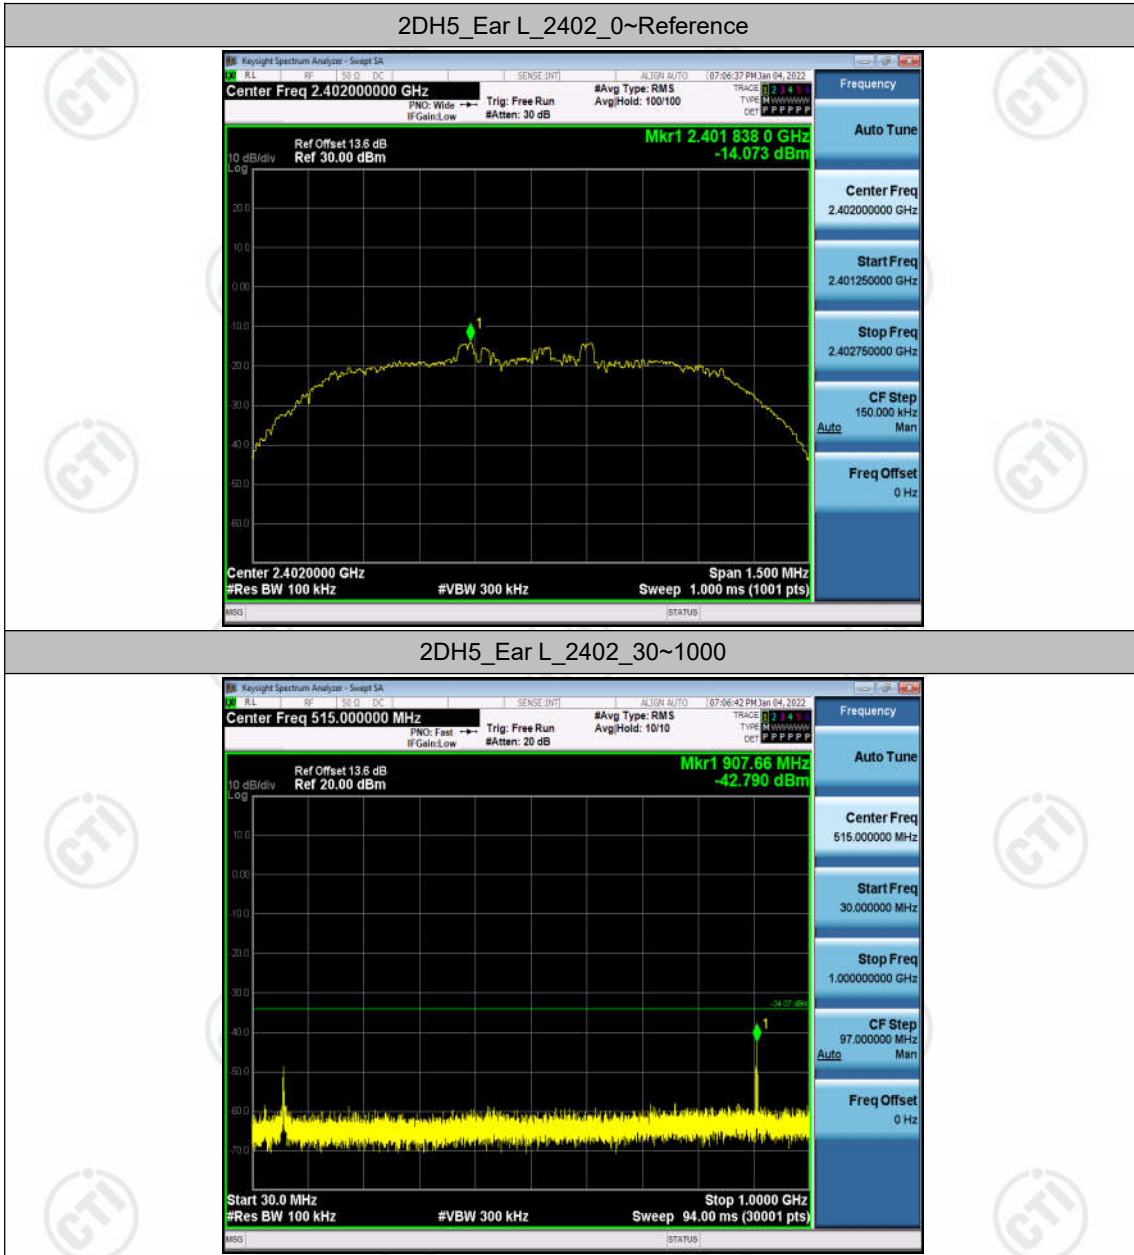 2DH5_Ear L_2402_0~Reference
Keysight Spectrum Analyzer - Swept SA
RL RF 50 Ω DC SENSE:INT ALIGN AUTO 07:06:37 PM Jan 04, 2022
Center Freq 2.402000000 GHz #Avg Type: RMS TRACE 1 2 3 4 5 6
PNO: Wide Trig: Free Run Avg|Hold: 100/100 TYPE M WWWWW
IFGain:Low #Atten: 30 dB DET P P P P P P
Mkr1 2.401 838 0 GHz
-14.073 dBm
Ref Offset 13.6 dB
10 dB/div Ref 30.00 dBm
Log
20.0
10.0
0.00
-10.0
-20.0
-30.0
-40.0
-50.0
-60.0
1
Center 2.4020000 GHz Span 1.500 MHz
#Res BW 100 kHz #VBW 300 kHz Sweep 1.000 ms (1001 pts)
MSG STATUS
Frequency
Auto Tune
Center Freq
2.402000000 GHz
Start Freq
2.401250000 GHz
Stop Freq
2.402750000 GHz
CF Step
150.000 kHz
Auto Man
Freq Offset
0 Hz
CTI
CTI
CTI
CTI
2DH5_Ear L_2402_30~1000
Keysight Spectrum Analyzer - Swept SA
RL RF 50 Ω DC SENSE:INT ALIGN AUTO 07:06:42 PM Jan 04, 2022
Center Freq 515.000000 MHz #Avg Type: RMS TRACE 1 2 3 4 5 6
PNO: Fast Trig: Free Run Avg|Hold: 10/10 TYPE M WWWWW
IFGain:Low #Atten: 20 dB DET P P P P P P
Mkr1 907.66 MHz
-42.790 dBm
Ref Offset 13.6 dB
10 dB/div Ref 20.00 dBm
Log
10.0
0.00
-10.0
-20.0
-30.0
-40.0
-50.0
-60.0
-70.0
-34.07 dBm
1
Start 30.0 MHz Stop 1.0000 GHz
#Res BW 100 kHz #VBW 300 kHz Sweep 94.00 ms (30001 pts)
MSG STATUS
Frequency
Auto Tune
Center Freq
515.000000 MHz
Start Freq
30.000000 MHz
Stop Freq
1.000000000 GHz
CF Step
97.000000 MHz
Auto Man
Freq Offset
0 Hz
CTI
CTI
CTI
CTI